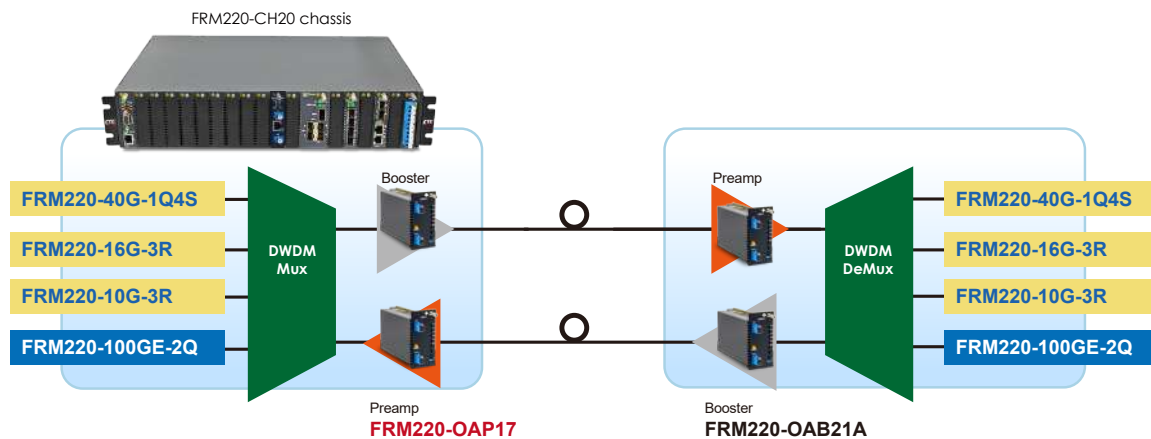 FRM220-CH20 chassis
Booster
Preamp
FRM220-40G-1Q4S
FRM220-16G-3R
FRM220-10G-3R
FRM220-100GE-2Q
DWDM
Mux
DWDM
DeMux
FRM220-40G-1Q4S
FRM220-16G-3R
FRM220-10G-3R
FRM220-100GE-2Q
Preamp
FRM220-OAP17
Booster
FRM220-OAB21A